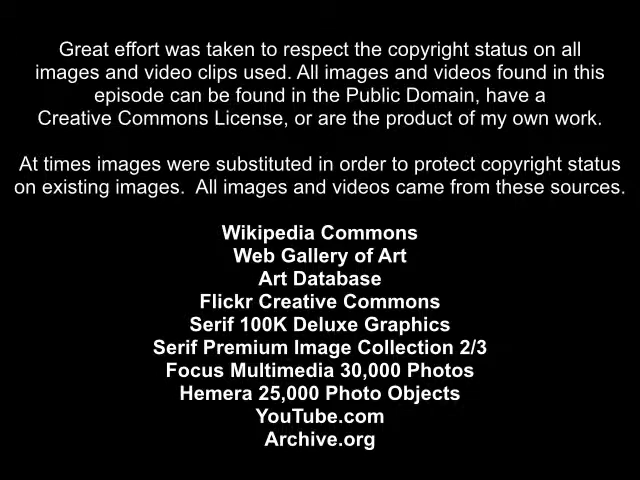 Great effort was taken to respect the copyright status on all
images and video clips used. All images and videos found in this
episode can be found in the Public Domain, have a
Creative Commons License, or are the product of my own work.
At times images were substituted in order to protect copyright status
on existing images.  All images and videos came from these sources.
Wikipedia Commons
Web Gallery of Art
Art Database
Flickr Creative Commons
Serif 100K Deluxe Graphics
Serif Premium Image Collection 2/3
Focus Multimedia 30,000 Photos
Hemera 25,000 Photo Objects
YouTube.com
Archive.org